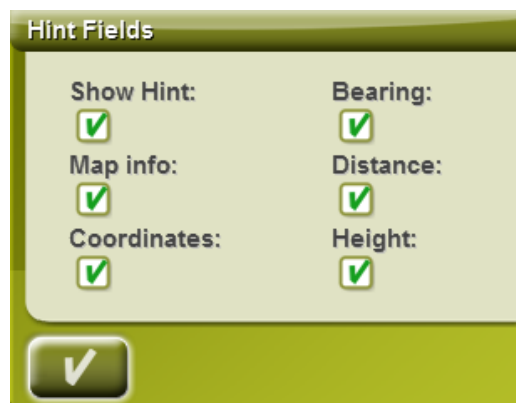 Hint Fields
Show Hint:
Bearing:
Map info:
Distance:
Coordinates:
Height: